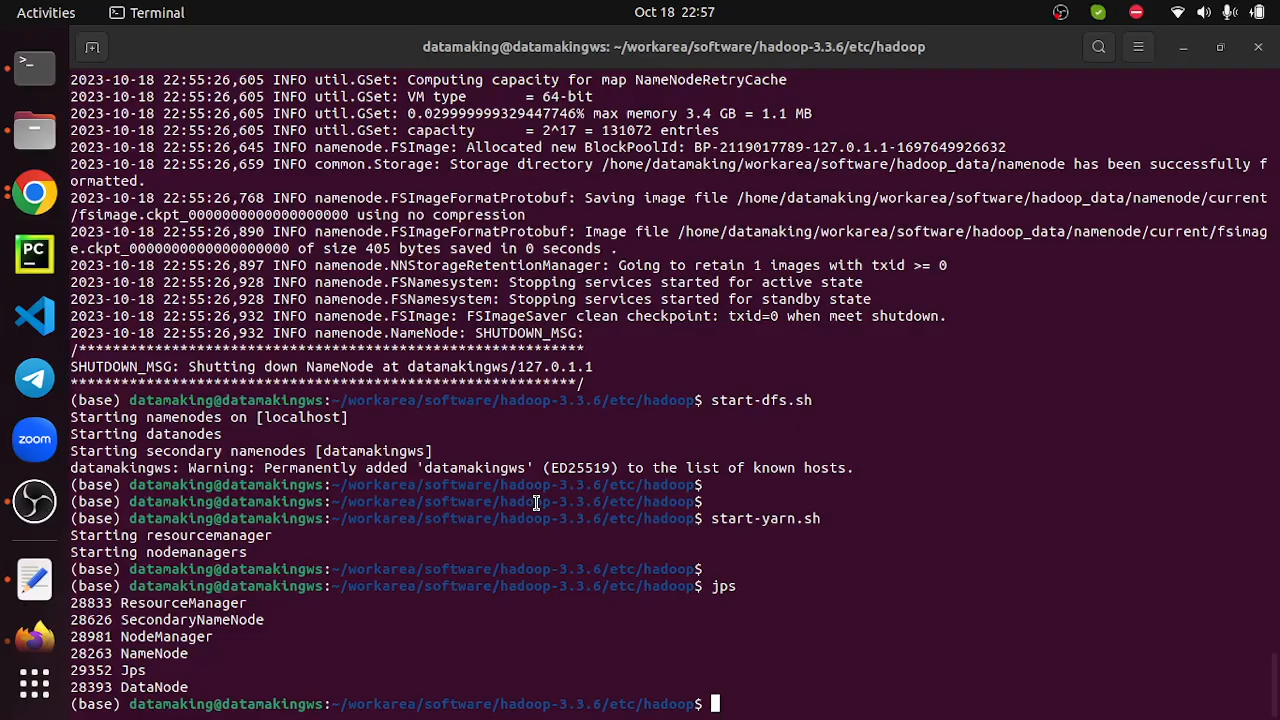 Activities
Terminal
Oct 18 22:57
datamaking@datamakingws: ~/workarea/software/hadoop-3.3.6/etc/hadoop
2023-10-18 22:55:26,605 INFO util.GSet: Computing capacity for map NameNodeRetryCache
2023-10-18 22:55:26,605 INFO util.GSet: VM type       = 64-bit
2023-10-18 22:55:26,605 INFO util.GSet: 0.029999999329447746% max memory 3.4 GB = 1.1 MB
2023-10-18 22:55:26,605 INFO util.GSet: capacity      = 2^17 = 131072 entries
2023-10-18 22:55:26,645 INFO namenode.FSImage: Allocated new BlockPoolId: BP-2119017789-127.0.1.1-1697649926632
2023-10-18 22:55:26,659 INFO common.Storage: Storage directory /home/datamaking/workarea/software/hadoop_data/namenode has been successfully f
ormatted.
2023-10-18 22:55:26,768 INFO namenode.FSImageFormatProtobuf: Saving image file /home/datamaking/workarea/software/hadoop_data/namenode/current
/fsimage.ckpt_0000000000000000000 using no compression
2023-10-18 22:55:26,890 INFO namenode.FSImageFormatProtobuf: Image file /home/datamaking/workarea/software/hadoop_data/namenode/current/fsimag
e.ckpt_0000000000000000000 of size 405 bytes saved in 0 seconds .
2023-10-18 22:55:26,897 INFO namenode.NNStorageRetentionManager: Going to retain 1 images with txid >= 0
2023-10-18 22:55:26,928 INFO namenode.FSNamesystem: Stopping services started for active state
2023-10-18 22:55:26,928 INFO namenode.FSNamesystem: Stopping services started for standby state
2023-10-18 22:55:26,932 INFO namenode.FSImage: FSImageSaver clean checkpoint: txid=0 when meet shutdown.
2023-10-18 22:55:26,932 INFO namenode.NameNode: SHUTDOWN_MSG:
/************************************************************
SHUTDOWN_MSG: Shutting down NameNode at datamakingws/127.0.1.1
************************************************************/
(base) datamaking@datamakingws:~/workarea/software/hadoop-3.3.6/etc/hadoop$ start-dfs.sh
Starting namenodes on [localhost]
Starting datanodes
Starting secondary namenodes [datamakingws]
datamakingws: Warning: Permanently added 'datamakingws' (ED25519) to the list of known hosts.
(base) datamaking@datamakingws:~/workarea/software/hadoop-3.3.6/etc/hadoop$
(base) datamaking@datamakingws:~/workarea/software/hadoop-3.3.6/etc/hadoop$
(base) datamaking@datamakingws:~/workarea/software/hadoop-3.3.6/etc/hadoop$ start-yarn.sh
Starting resourcemanager
Starting nodemanagers
(base) datamaking@datamakingws:~/workarea/software/hadoop-3.3.6/etc/hadoop$
(base) datamaking@datamakingws:~/workarea/software/hadoop-3.3.6/etc/hadoop$ jps
28833 ResourceManager
28626 SecondaryNameNode
28981 NodeManager
28263 NameNode
29352 Jps
28393 DataNode
(base) datamaking@datamakingws:~/workarea/software/hadoop-3.3.6/etc/hadoop$
PC
zoom